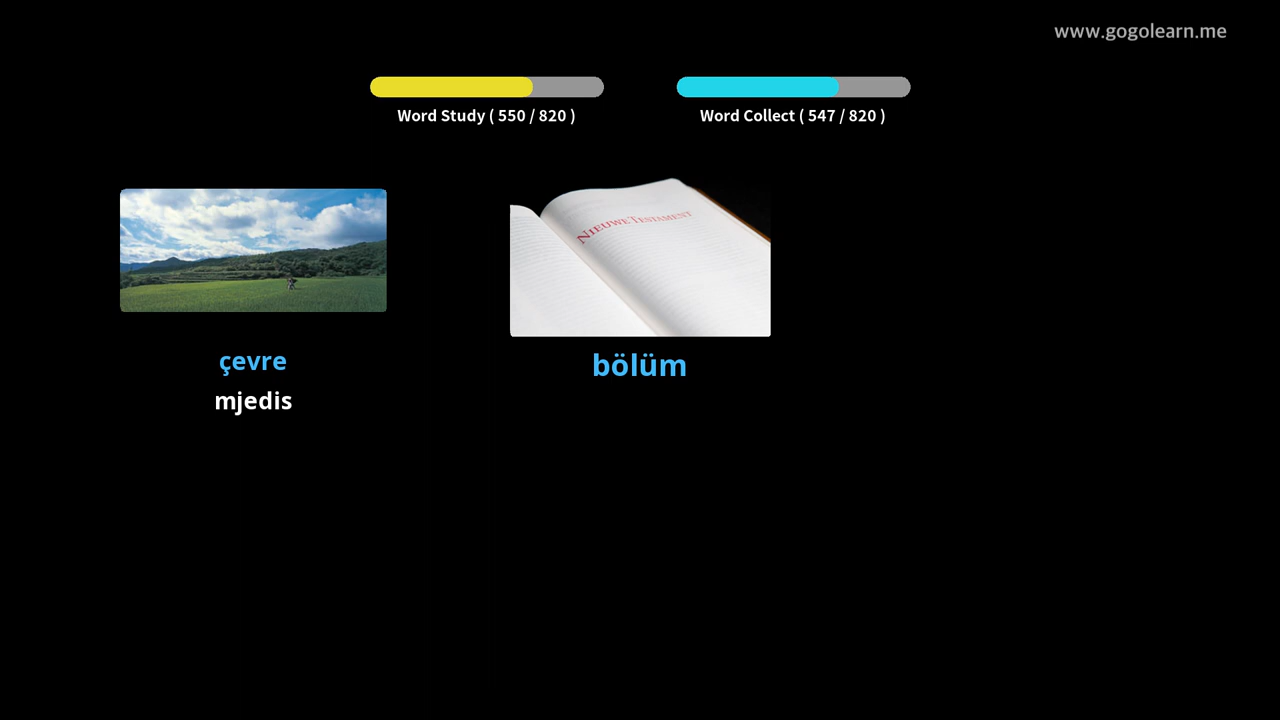 www.gogolearn.me
Word Study ( 550 / 820 )
Word Collect ( 547 / 820 )
NIEUWE TESTAMENT
çevre
mjedis
bölüm